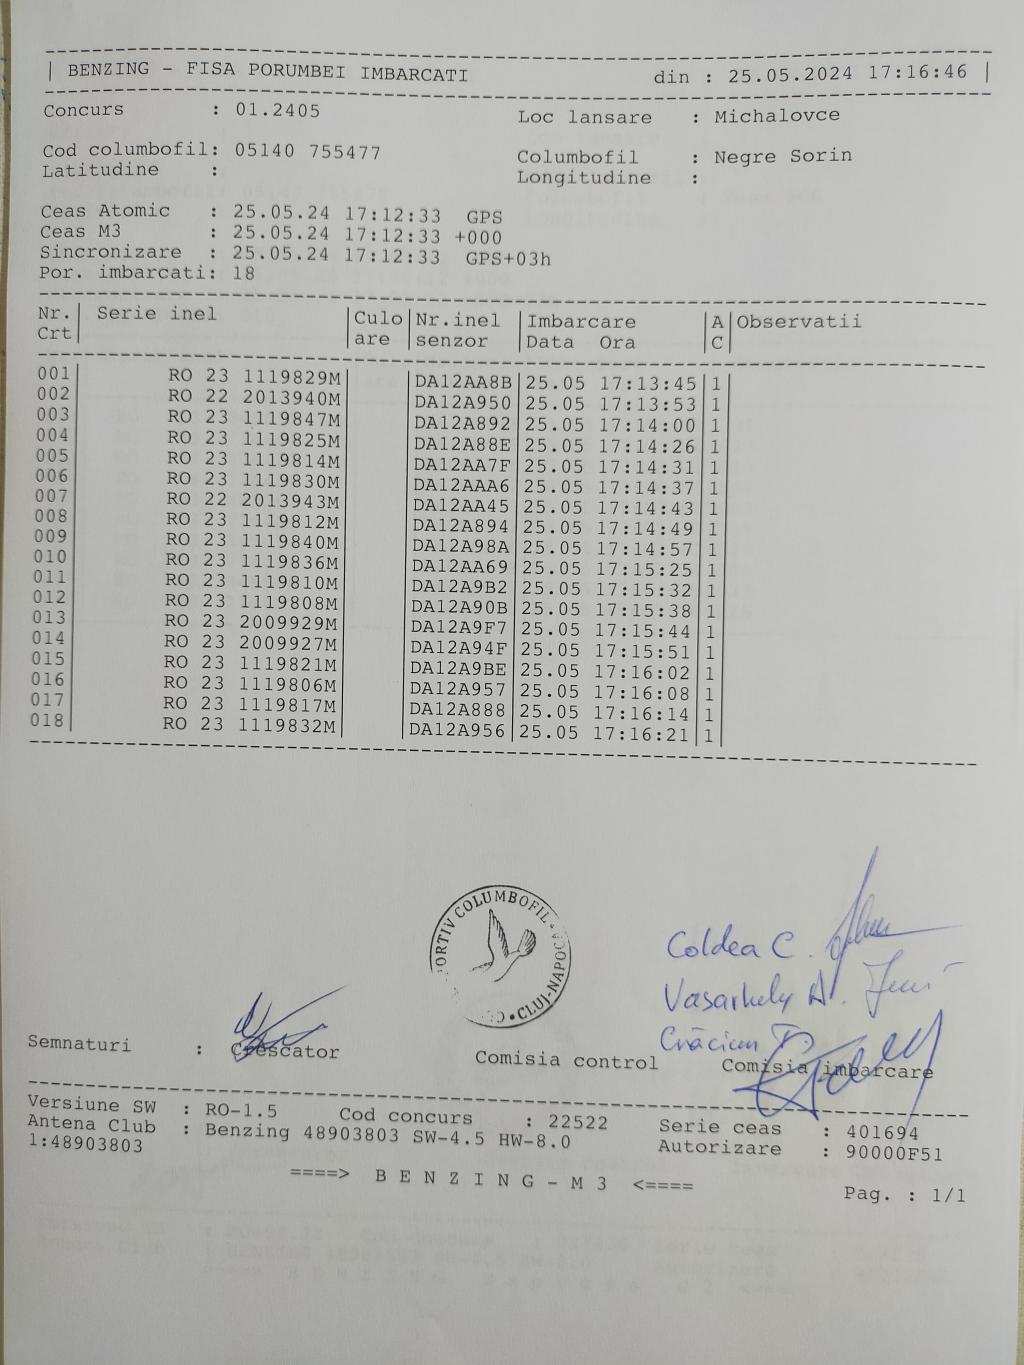 | BENZING - FISA PORUMBEI IMBARCATI din : 25.05.2024 17:16:46 |
Concurs : 01.2405 Loc lansare : Michalovce
Cod columbofil: 05140 755477 Columbofil : Negre Sorin
Latitudine : Longitudine :
Ceas Atomic : 25.05.24 17:12:33 GPS
Ceas M3 : 25.05.24 17:12:33 +000
Sincronizare : 25.05.24 17:12:33 GPS+03h
Por. imbarcati: 18
Nr. | Serie inel | Culo | Nr.inel | Imbarcare | A | Observatii
Crt | | are | senzor | Data Ora | C |
001 | RO 23 1119829M | | DA12AA8B | 25.05 17:13:45 | 1 |
002 | RO 22 2013940M | | DA12A950 | 25.05 17:13:53 | 1 |
003 | RO 23 1119847M | | DA12A892 | 25.05 17:14:00 | 1 |
004 | RO 23 1119825M | | DA12A88E | 25.05 17:14:26 | 1 |
005 | RO 23 1119814M | | DA12AA7F | 25.05 17:14:31 | 1 |
006 | RO 23 1119830M | | DA12AAA6 | 25.05 17:14:37 | 1 |
007 | RO 22 2013943M | | DA12AA45 | 25.05 17:14:43 | 1 |
008 | RO 23 1119812M | | DA12A894 | 25.05 17:14:49 | 1 |
009 | RO 23 1119840M | | DA12A98A | 25.05 17:14:57 | 1 |
010 | RO 23 1119836M | | DA12AA69 | 25.05 17:15:25 | 1 |
011 | RO 23 1119810M | | DA12A9B2 | 25.05 17:15:32 | 1 |
012 | RO 23 1119808M | | DA12A90B | 25.05 17:15:38 | 1 |
013 | RO 23 2009929M | | DA12A9F7 | 25.05 17:15:44 | 1 |
014 | RO 23 2009927M | | DA12A94F | 25.05 17:15:51 | 1 |
015 | RO 23 1119821M | | DA12A9BE | 25.05 17:16:02 | 1 |
016 | RO 23 1119806M | | DA12A957 | 25.05 17:16:08 | 1 |
017 | RO 23 1119817M | | DA12A888 | 25.05 17:16:14 | 1 |
018 | RO 23 1119832M | | DA12A956 | 25.05 17:16:21 | 1 |
COLUMBOFIL
CLUJ-NAPOCA
Coldea C.
Vasarhely A.
Crăciun
Semnaturi : Crescator Comisia control Comisia imbarcare
Versiune SW : RO-1.5 Cod concurs : 22522 Serie ceas : 401694
Antena Club : Benzing 48903803 SW-4.5 HW-8.0 Autorizare : 90000F51
1:48903803
====> B E N Z I N G - M 3 <==== Pag. : 1/1